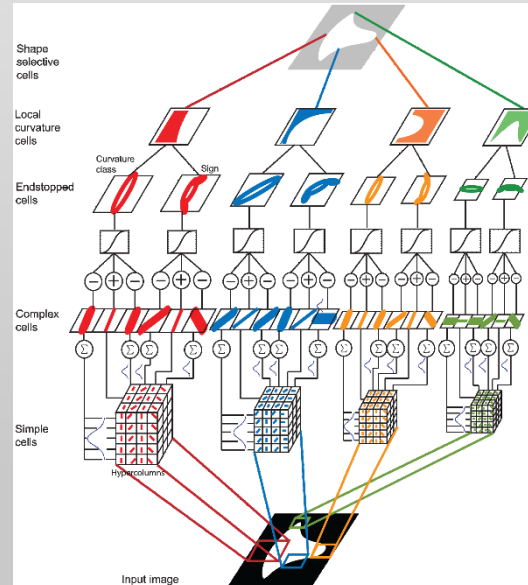 Shape
selective
cells
Local
curvature
cells
Curvature
class
Sign
Endstopped
cells
− + − − + − − + − − + − − + − − + − − + − − + −
Complex
cells
Σ Σ Σ Σ Σ Σ Σ Σ Σ Σ Σ Σ Σ Σ Σ Σ
Simple
cells
Hypercolumns
Input image